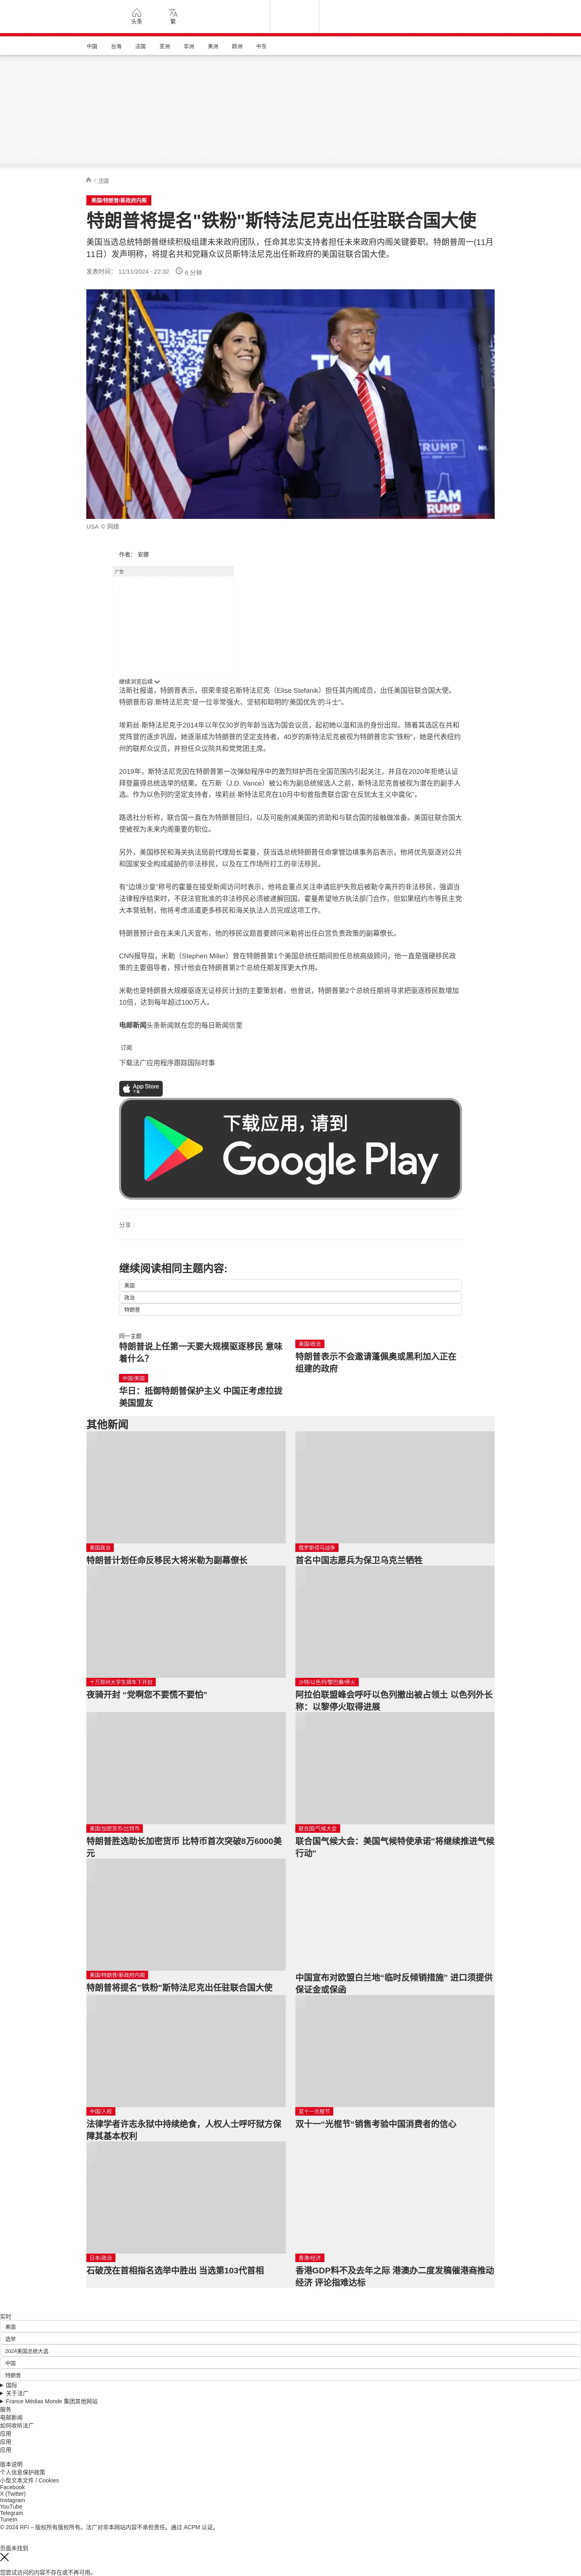 头条
繁
中国
台海
法国
亚洲
非洲
美洲
欧洲
中东
/ 中国
美国/特朗普/新政府内阁
特朗普将提名"铁粉"斯特法尼克出任驻联合国大使
美国当选总统特朗普继续积极组建未来政府团队，任命其忠实支持者担任未来政府内阁关键要职。特朗普周一(11月
11日）发声明称，将提名共和党籍众议员斯特法尼克出任新政府的美国驻联合国大使。
发表时间： 11/11/2024 - 22:32 6 分钟
TRUMP
TEAM
TRUMP
USA © 网络
作者： 安娜
广告
继续浏览后续
法新社报道，特朗普表示，很荣幸提名斯特法尼克（Elise Stefanik）担任其内阁成员，出任美国驻联合国大使。
特朗普形容:斯特法尼克"是一位非常强大、坚韧和聪明的'美国优先'的斗士"。
埃莉丝·斯特法尼克于2014年以年仅30岁的年龄当选为国会议员，起初她以温和派的身份出现。随着其选区在共和
党阵营的逐步巩固，她逐渐成为特朗普的坚定支持者。40岁的斯特法尼克被视为特朗普忠实"铁粉"，她是代表纽约
州的联邦众议员，并担任众议院共和党党团主席。
2019年，斯特法尼克因在特朗普第一次弹劾程序中的激烈辩护而在全国范围内引起关注，并且在2020年拒绝认证
拜登赢得总统选举的结果。在万斯（J.D. Vance）被公布为副总统候选人之前，斯特法尼克曾被视为潜在的副手人
选。作为以色列的坚定支持者，埃莉丝·斯特法尼克在10月中旬曾指责联合国"在反犹太主义中腐化"。
路透社分析称，联合国一直在为特朗普回归，以及可能削减美国的资助和与联合国的接触做准备。美国驻联合国大
使被视为未来内阁重要的职位。
另外，美国移民和海关执法局前代理局长霍曼，获当选总统特朗普任命掌管边境事务后表示，他将优先驱逐对公共
和国家安全构成威胁的非法移民，以及在工作场所打工的非法移民。
有"边境沙皇"称号的霍曼在接受新闻访问时表示，他将会重点关注申请庇护失败后被勒令离开的非法移民，强调当
法律程序结束时，不获法官批准的非法移民必须被递解回国。霍曼希望地方执法部门合作，但如果纽约市等民主党
大本营抵制，他将考虑派遣更多移民和海关执法人员完成这项工作。
特朗普预计会在未来几天宣布，他的移民议题首要顾问米勒将出任白宫负责政策的副幕僚长。
CNN报导指，米勒（Stephen Miller）曾在特朗普第1个美国总统任期间担任总统高级顾问，他一直是强硬移民政
策的主要倡导者，预计他会在特朗普第2个总统任期发挥更大作用。
米勒也是特朗普大规模驱逐无证移民计划的主要策划者。他曾说，特朗普第2个总统任期将寻求把驱逐移民数增加
10倍，达到每年超过100万人。
电邮新闻头条新闻就在您的每日新闻信里
订阅
下载法广应用程序跟踪国际时事
App Store
下载
下载应用, 请到
Google Play
分享 :
继续阅读相同主题内容:
美国
政治
特朗普
同一主题
特朗普说上任第一天要大规模驱逐移民 意味
着什么？
美国/政治
特朗普表示不会邀请蓬佩奥或黑利加入正在
组建的政府
中国/美国
华日：抵御特朗普保护主义 中国正考虑拉拢
美国盟友
其他新闻
美国政治
特朗普计划任命反移民大将米勒为副幕僚长
俄罗斯侵乌战争
首名中国志愿兵为保卫乌克兰牺牲
十万郑州大学生骑车下开封
夜骑开封 “党啊您不要慌不要怕”
沙特/以色列/黎巴嫩/停火
阿拉伯联盟峰会呼吁以色列撤出被占领土 以色列外长
称：以黎停火取得进展
美国/加密货币/比特币
特朗普胜选助长加密货币 比特币首次突破8万6000美
元
联合国/气候大会
联合国气候大会：美国气候特使承诺"将继续推进气候
行动"
美国/特朗普/新政府内阁
特朗普将提名"铁粉"斯特法尼克出任驻联合国大使
中国宣布对欧盟白兰地“临时反倾销措施” 进口须提供
保证金或保函
中国/人权
法律学者许志永狱中持续绝食，人权人士呼吁狱方保
障其基本权利
双十一光棍节
双十一“光棍节”销售考验中国消费者的信心
日本/政治
石破茂在首相指名选举中胜出 当选第103代首相
香港/经济
香港GDP料不及去年之际 港澳办二度发稿催港商推动
经济 评论指难达标
实时
美国
选举
2024美国总统大选
中国
特朗普
国际
关于法广
France Médias Monde 集团其他网站
服务
电邮新闻
如何收听法广
应用
应用
应用
版本说明
个人信息保护政策
小型文本文件 / Cookies
Facebook
X (Twitter)
Instagram
YouTube
Telegram
TuneIn
© 2024 RFI – 版权所有版权所有。法广对非本网站内容不承担责任。通过 ACPM 认证。
页面未找到
您尝试访问的内容不存在或不再可用。